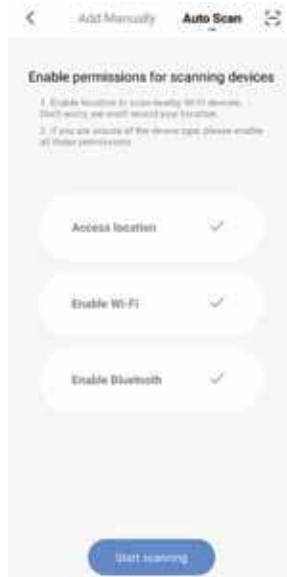 Add Manually Auto Scan
Enable permissions for scanning devices
1. Enable location to scan nearby Wi-Fi devices.
Don't worry, we won't record your location.
2. If you are unsure of the device type, please enable
all these permissions
Access location
Enable Wi-Fi
Enable Bluetooth
Start scanning